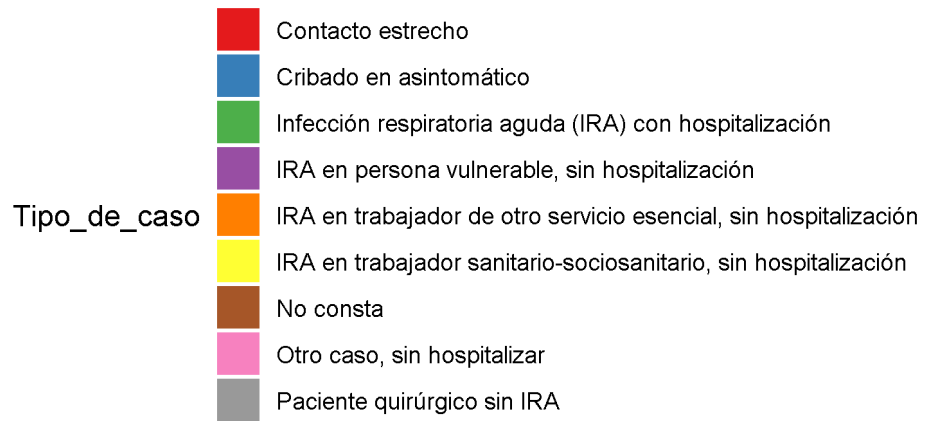 Contacto estrecho
Cribado en asintomático
Infección respiratoria aguda (IRA) con hospitalización
IRA en persona vulnerable, sin hospitalización
Tipo_de_caso
IRA en trabajador de otro servicio esencial, sin hospitalización
IRA en trabajador sanitario-sociosanitario, sin hospitalización
No consta
Otro caso, sin hospitalizar
Paciente quirúrgico sin IRA